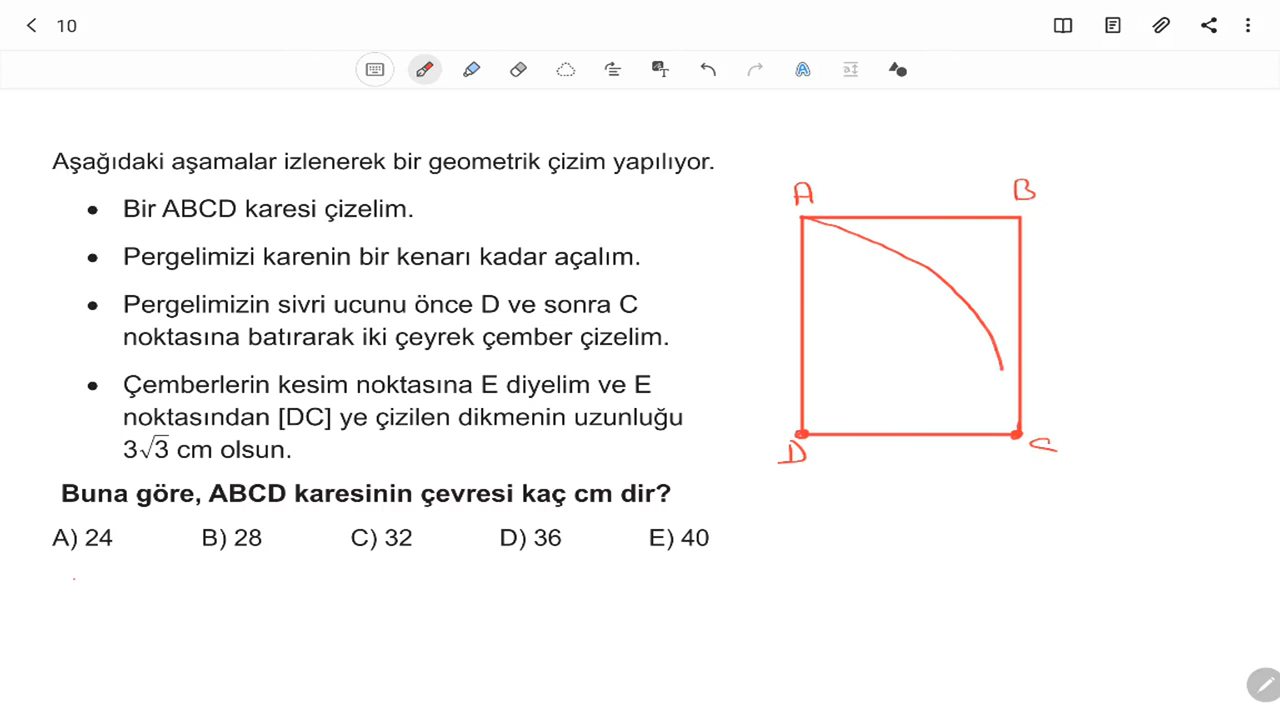 10
Aşağıdaki aşamalar izlenerek bir geometrik çizim yapılıyor.
• Bir ABCD karesi çizelim.
• Pergelimizi karenin bir kenarı kadar açalım.
• Pergelimizin sivri ucunu önce D ve sonra C
noktasına batırarak iki çeyrek çember çizelim.
• Çemberlerin kesim noktasına E diyelim ve E
noktasından [DC] ye çizilen dikmenin uzunluğu
3√3 cm olsun.
Buna göre, ABCD karesinin çevresi kaç cm dir?
A) 24 B) 28 C) 32 D) 36 E) 40
A B
D C